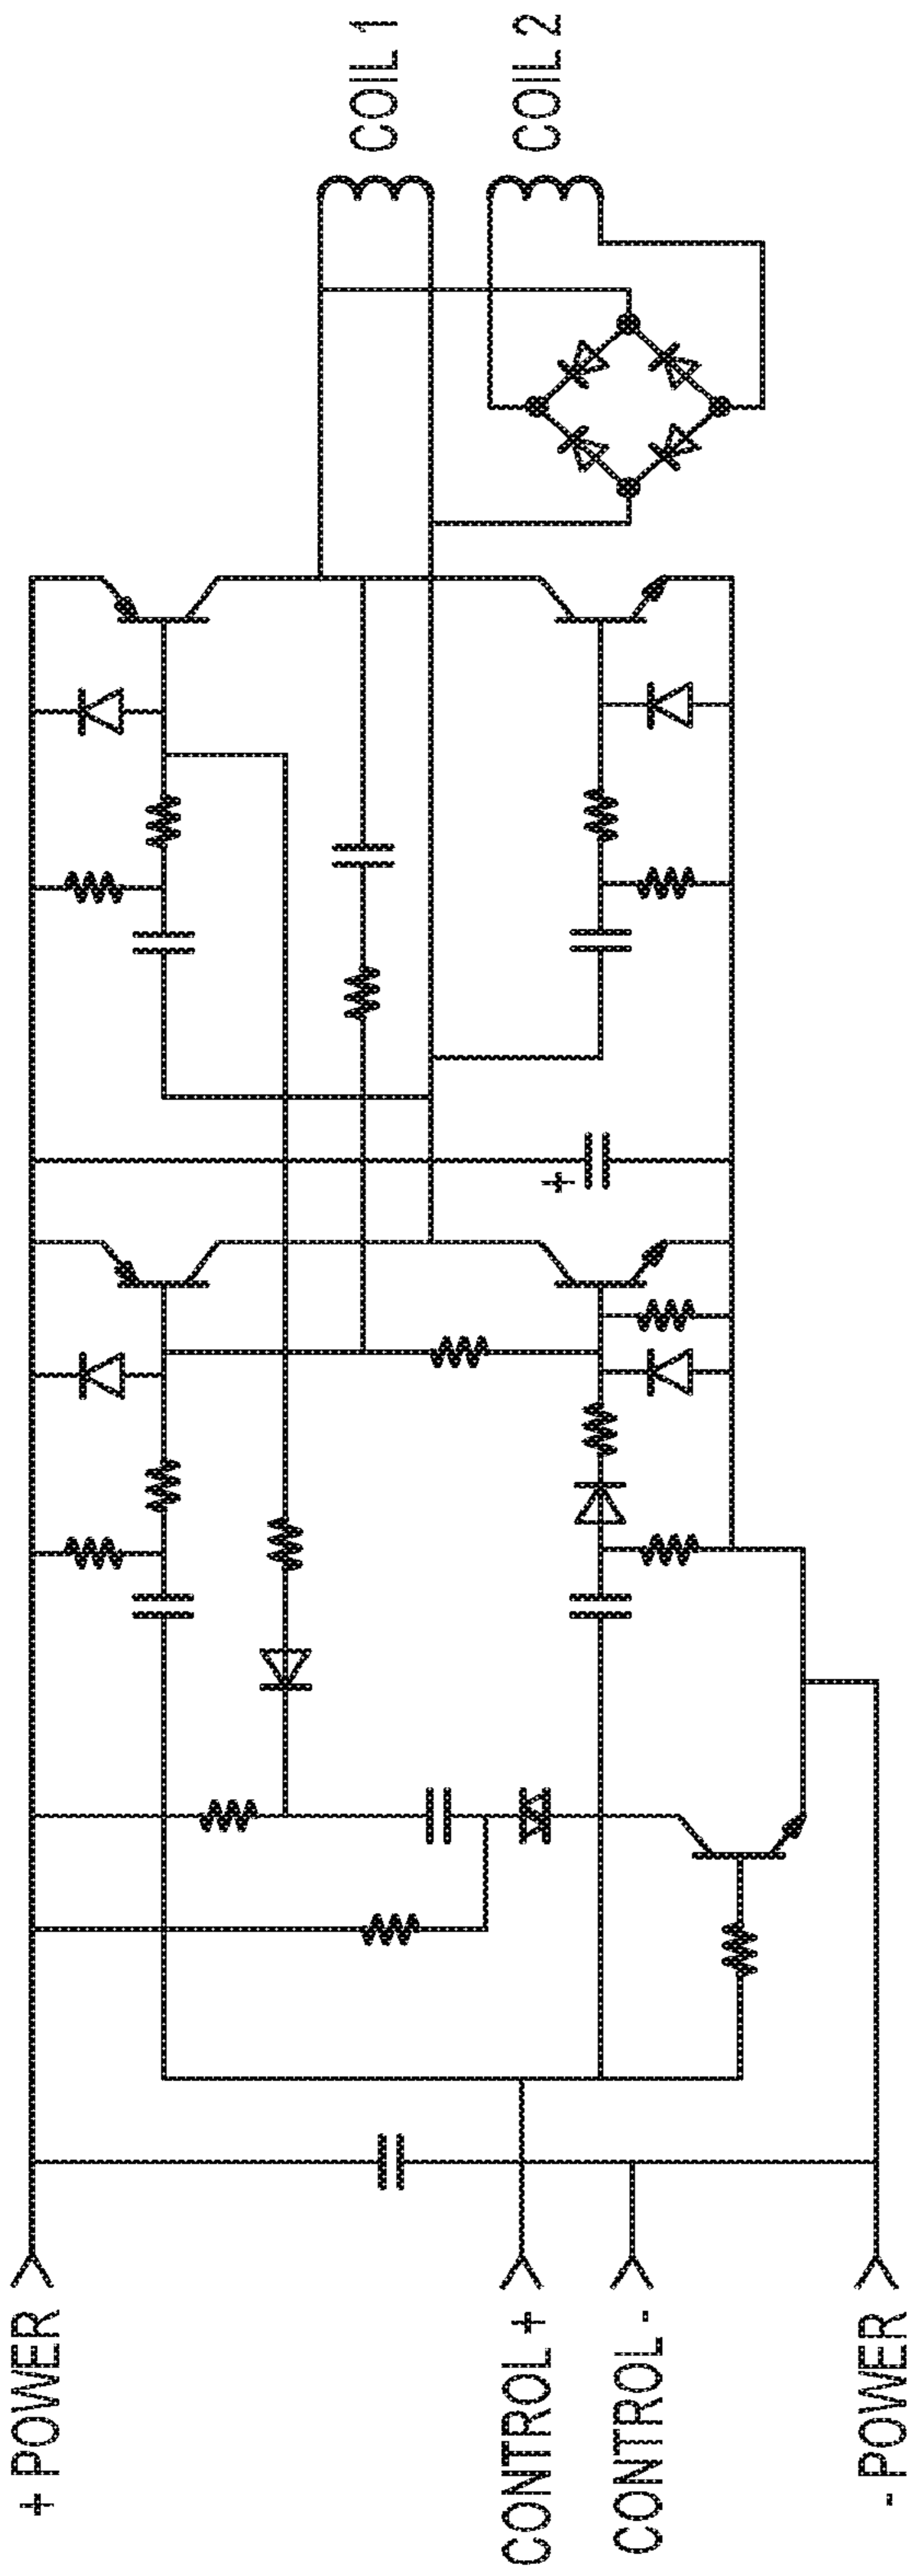 + POWER
CONTROL +
CONTROL -
- POWER
COIL 1
COIL 2
+